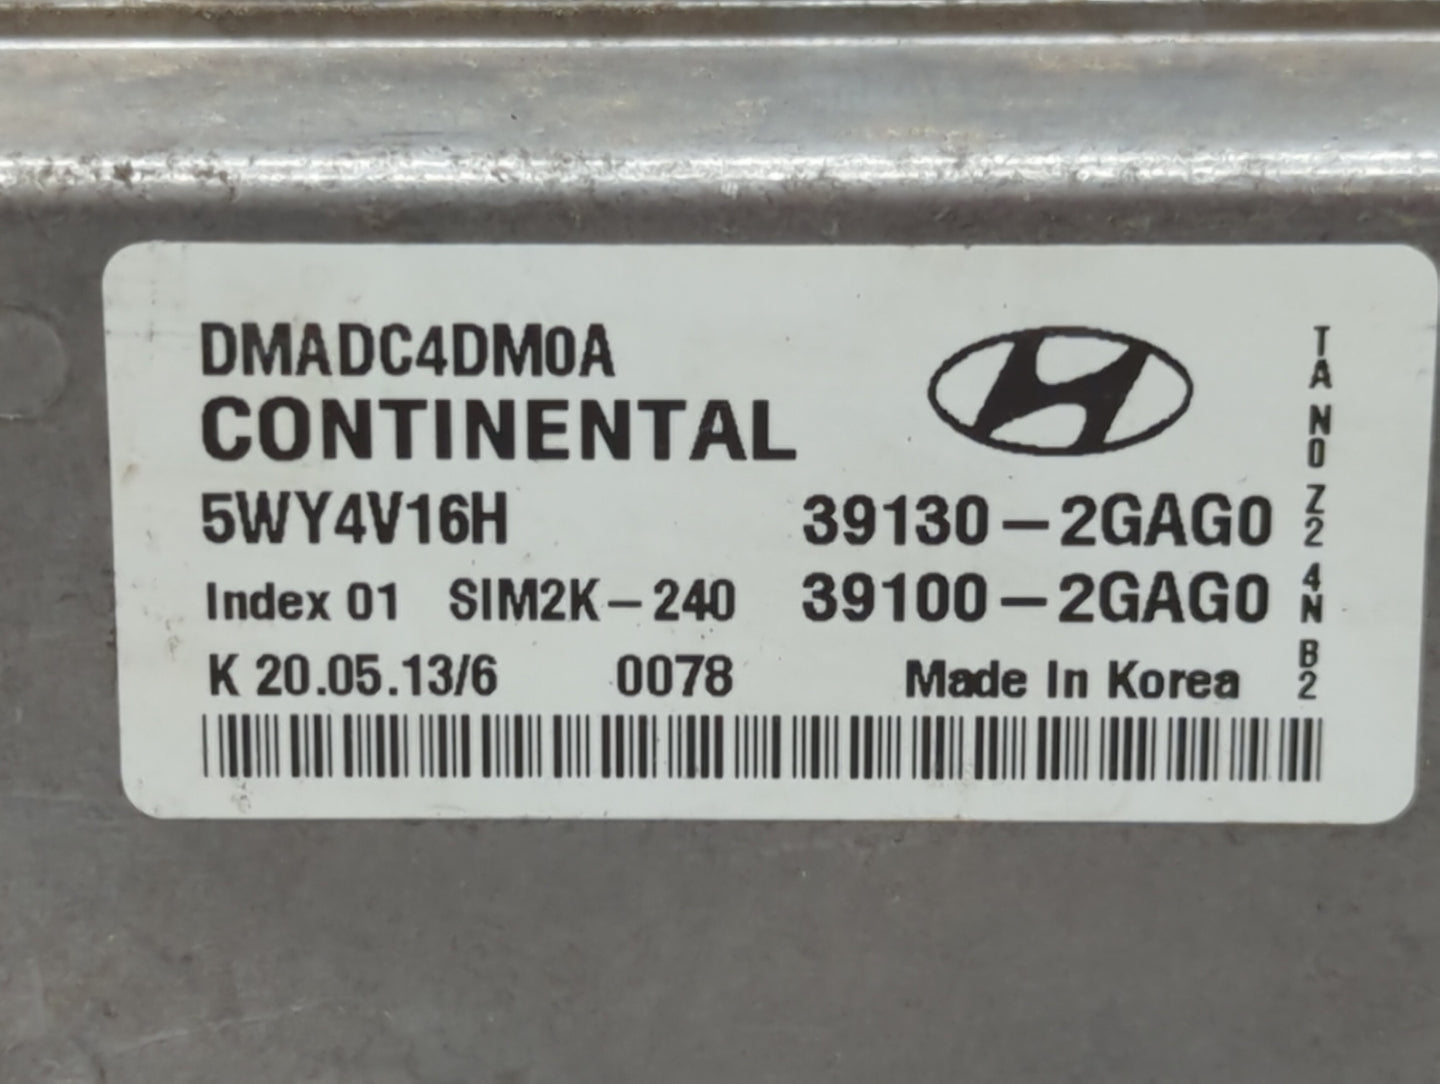 DMADC4DM0A
CONTINENTAL
5WY4V16H
39130-2GAG0
Index 01 SIM2K-240
39100-2GAG0
K 20.05.13/6 0078 Made In Korea
TA
N0
Z2
4N
B2